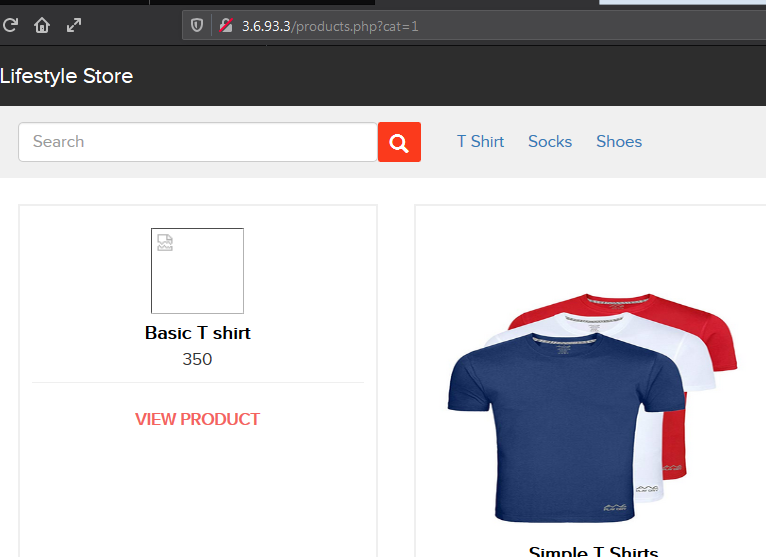 3.6.93.3/products.php?cat=1
Lifestyle Store
Search
T Shirt Socks Shoes
Basic T shirt
350
VIEW PRODUCT
Simple T Shirts